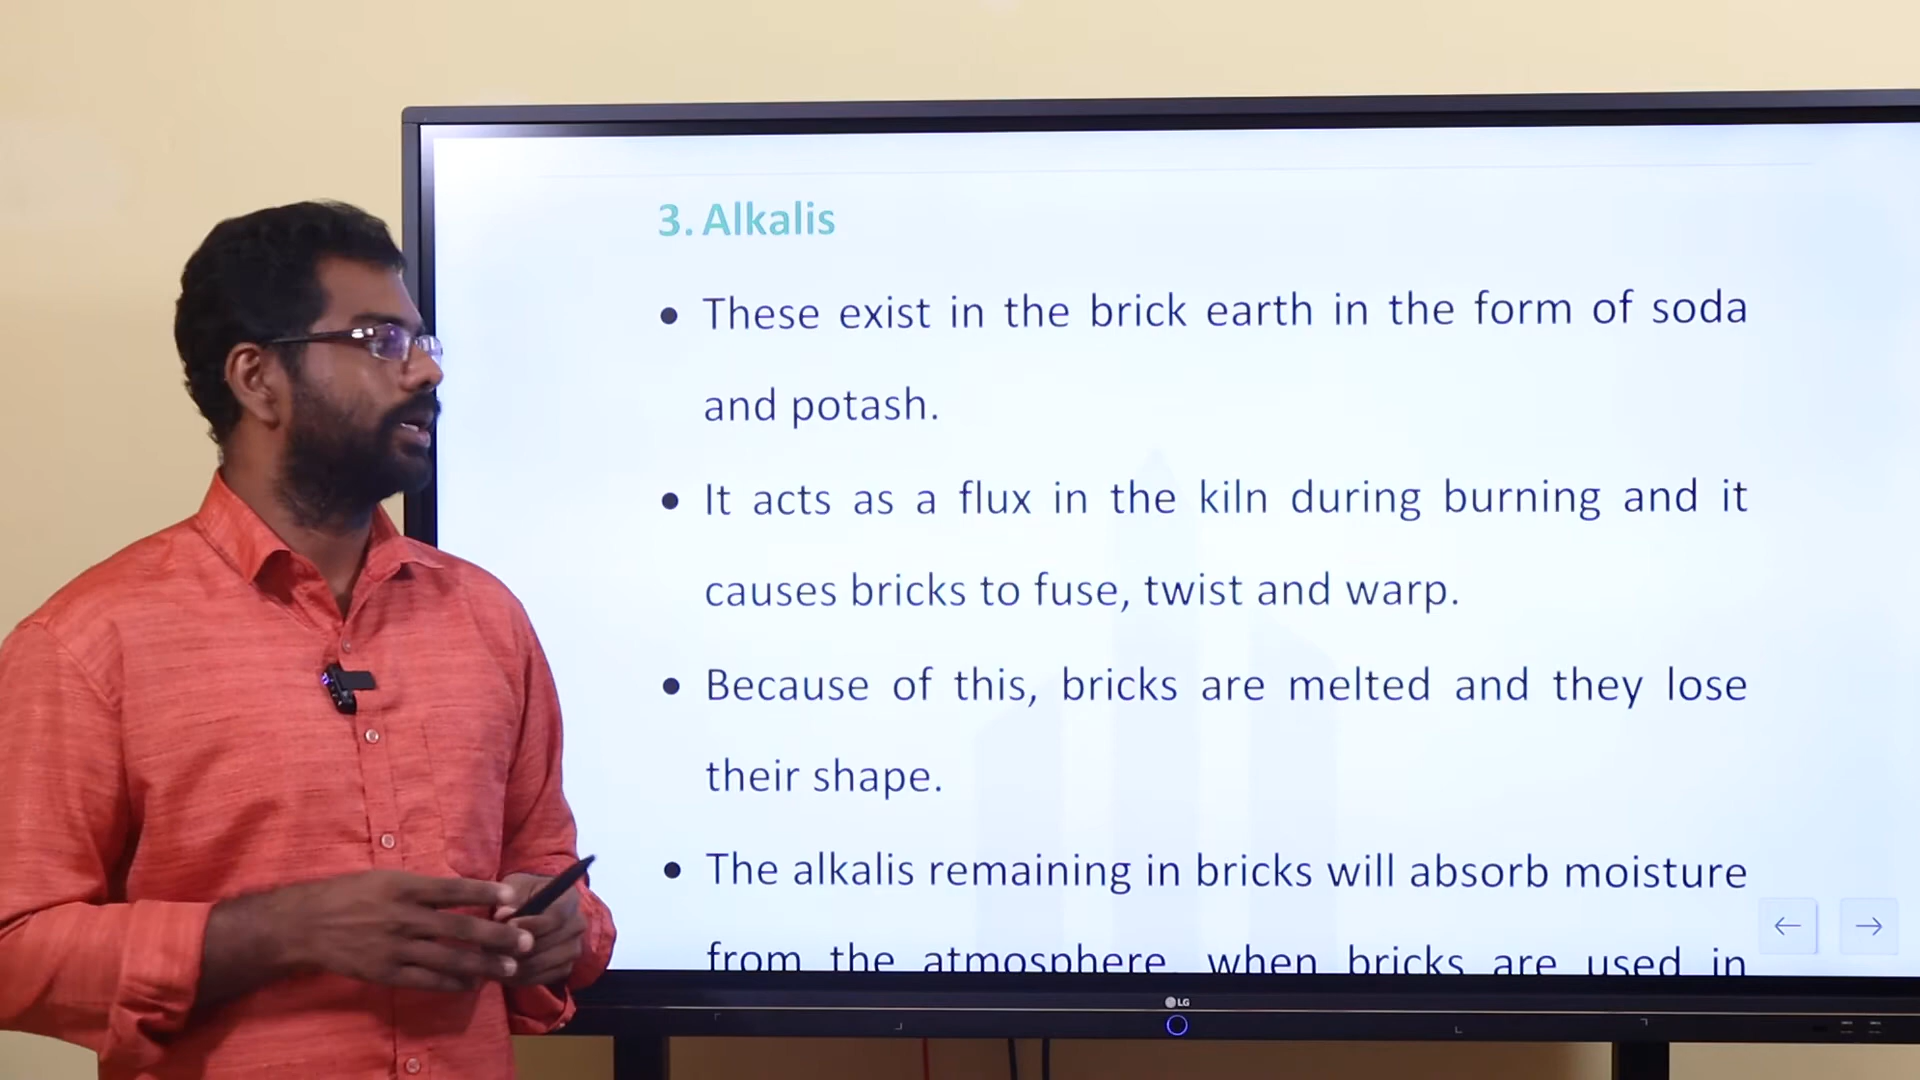 3. Alkalis
• These exist in the brick earth in the form of soda
and potash.
• It acts as a flux in the kiln during burning and it
causes bricks to fuse, twist and warp.
• Because of this, bricks are melted and they lose
their shape.
• The alkalis remaining in bricks will absorb moisture
from the atmosphere, when bricks are used in
LG